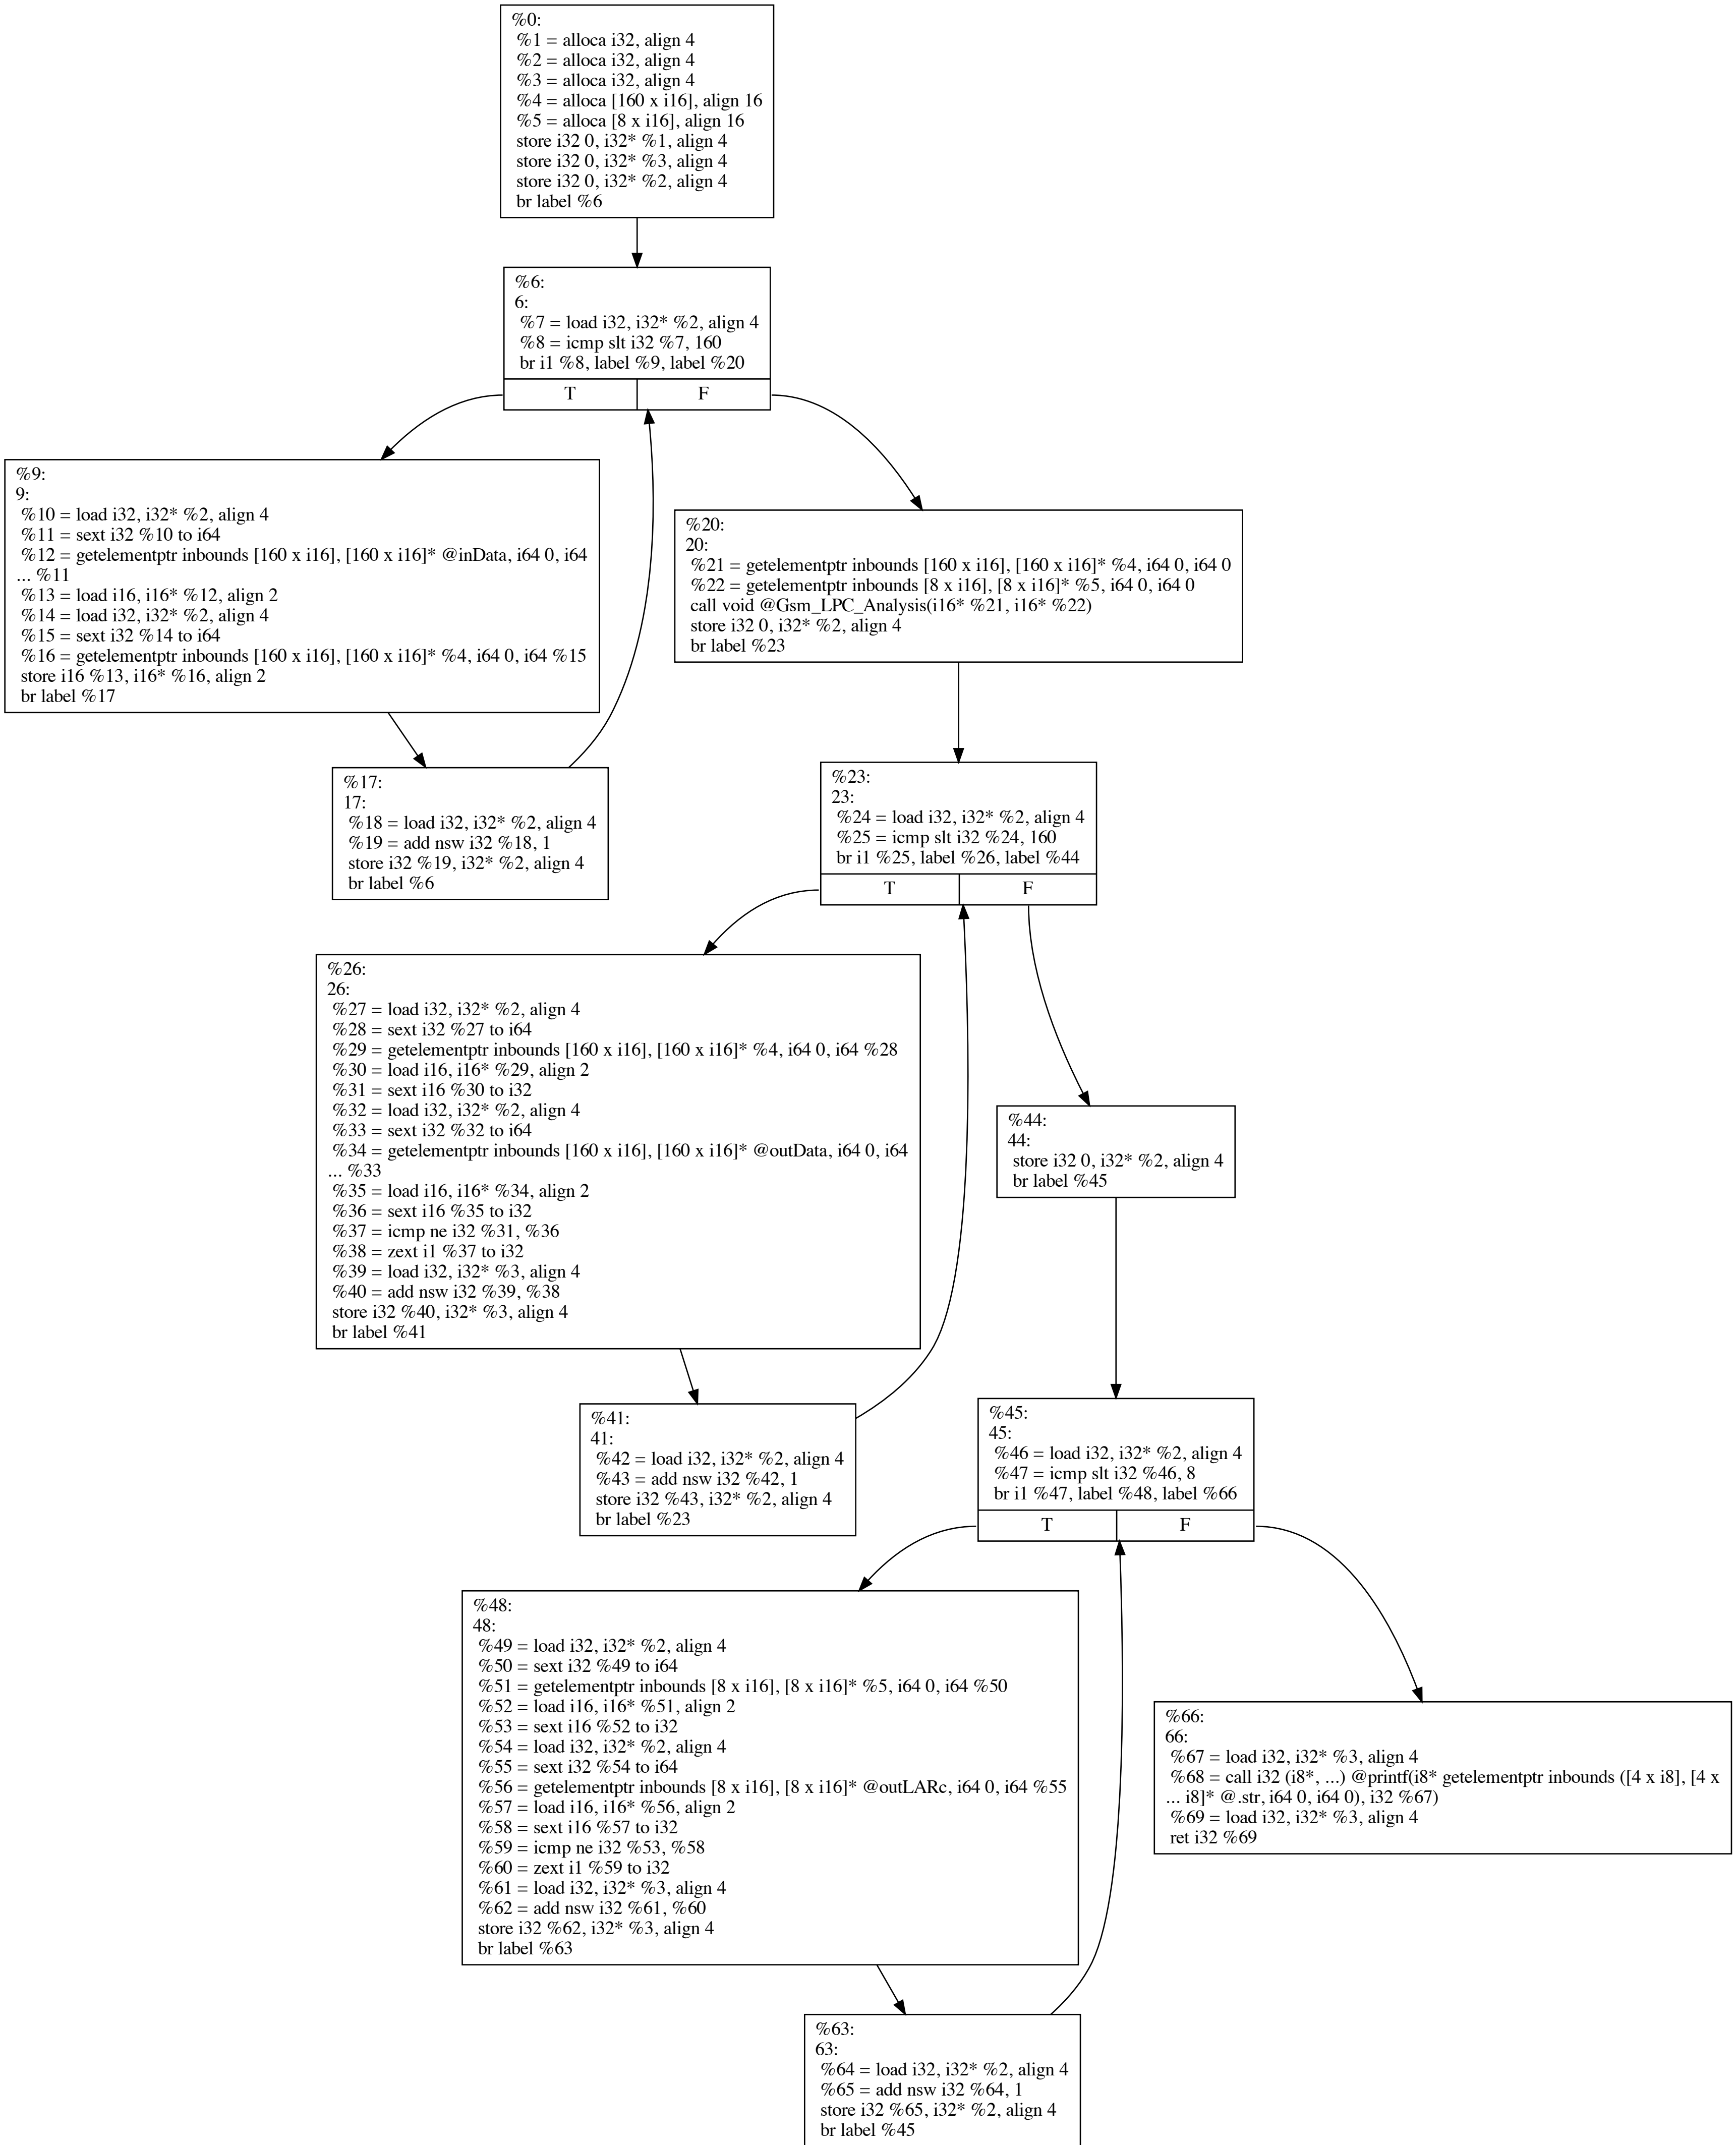 %0:
%1 = alloca i32, align 4
%2 = alloca i32, align 4
%3 = alloca i32, align 4
%4 = alloca [160 x i16], align 16
%5 = alloca [8 x i16], align 16
store i32 0, i32* %1, align 4
store i32 0, i32* %3, align 4
store i32 0, i32* %2, align 4
br label %6
%6:
6:
%7 = load i32, i32* %2, align 4
%8 = icmp slt i32 %7, 160
br i1 %8, label %9, label %20
T
F
%9:
9:
%10 = load i32, i32* %2, align 4
%11 = sext i32 %10 to i64
%12 = getelementptr inbounds [160 x i16], [160 x i16]* @inData, i64 0, i64
... %11
%13 = load i16, i16* %12, align 2
%14 = load i32, i32* %2, align 4
%15 = sext i32 %14 to i64
%16 = getelementptr inbounds [160 x i16], [160 x i16]* %4, i64 0, i64 %15
store i16 %13, i16* %16, align 2
br label %17
%17:
17:
%18 = load i32, i32* %2, align 4
%19 = add nsw i32 %18, 1
store i32 %19, i32* %2, align 4
br label %6
%20:
20:
%21 = getelementptr inbounds [160 x i16], [160 x i16]* %4, i64 0, i64 0
%22 = getelementptr inbounds [8 x i16], [8 x i16]* %5, i64 0, i64 0
call void @Gsm_LPC_Analysis(i16* %21, i16* %22)
store i32 0, i32* %2, align 4
br label %23
%23:
23:
%24 = load i32, i32* %2, align 4
%25 = icmp slt i32 %24, 160
br i1 %25, label %26, label %44
T
F
%26:
26:
%27 = load i32, i32* %2, align 4
%28 = sext i32 %27 to i64
%29 = getelementptr inbounds [160 x i16], [160 x i16]* %4, i64 0, i64 %28
%30 = load i16, i16* %29, align 2
%31 = sext i16 %30 to i32
%32 = load i32, i32* %2, align 4
%33 = sext i32 %32 to i64
%34 = getelementptr inbounds [160 x i16], [160 x i16]* @outData, i64 0, i64
... %33
%35 = load i16, i16* %34, align 2
%36 = sext i16 %35 to i32
%37 = icmp ne i32 %31, %36
%38 = zext i1 %37 to i32
%39 = load i32, i32* %3, align 4
%40 = add nsw i32 %39, %38
store i32 %40, i32* %3, align 4
br label %41
%41:
41:
%42 = load i32, i32* %2, align 4
%43 = add nsw i32 %42, 1
store i32 %43, i32* %2, align 4
br label %23
%44:
44:
store i32 0, i32* %2, align 4
br label %45
%45:
45:
%46 = load i32, i32* %2, align 4
%47 = icmp slt i32 %46, 8
br i1 %47, label %48, label %66
T
F
%48:
48:
%49 = load i32, i32* %2, align 4
%50 = sext i32 %49 to i64
%51 = getelementptr inbounds [8 x i16], [8 x i16]* %5, i64 0, i64 %50
%52 = load i16, i16* %51, align 2
%53 = sext i16 %52 to i32
%54 = load i32, i32* %2, align 4
%55 = sext i32 %54 to i64
%56 = getelementptr inbounds [8 x i16], [8 x i16]* @outLARc, i64 0, i64 %55
%57 = load i16, i16* %56, align 2
%58 = sext i16 %57 to i32
%59 = icmp ne i32 %53, %58
%60 = zext i1 %59 to i32
%61 = load i32, i32* %3, align 4
%62 = add nsw i32 %61, %60
store i32 %62, i32* %3, align 4
br label %63
%63:
63:
%64 = load i32, i32* %2, align 4
%65 = add nsw i32 %64, 1
store i32 %65, i32* %2, align 4
br label %45
%66:
66:
%67 = load i32, i32* %3, align 4
%68 = call i32 (i8*, ...) @printf(i8* getelementptr inbounds ([4 x i8], [4 x
... i8]* @.str, i64 0, i64 0), i32 %67)
%69 = load i32, i32* %3, align 4
ret i32 %69